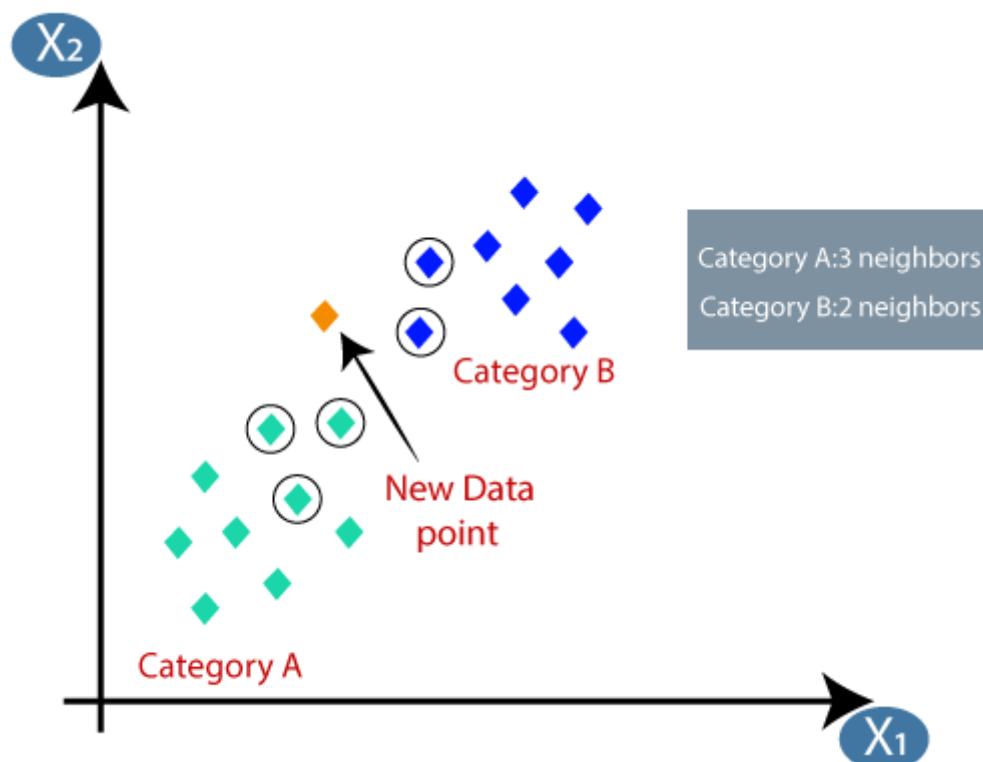 X₂
Category A:3 neighbors
Category B:2 neighbors
Category B
New Data
point
Category A
X₁